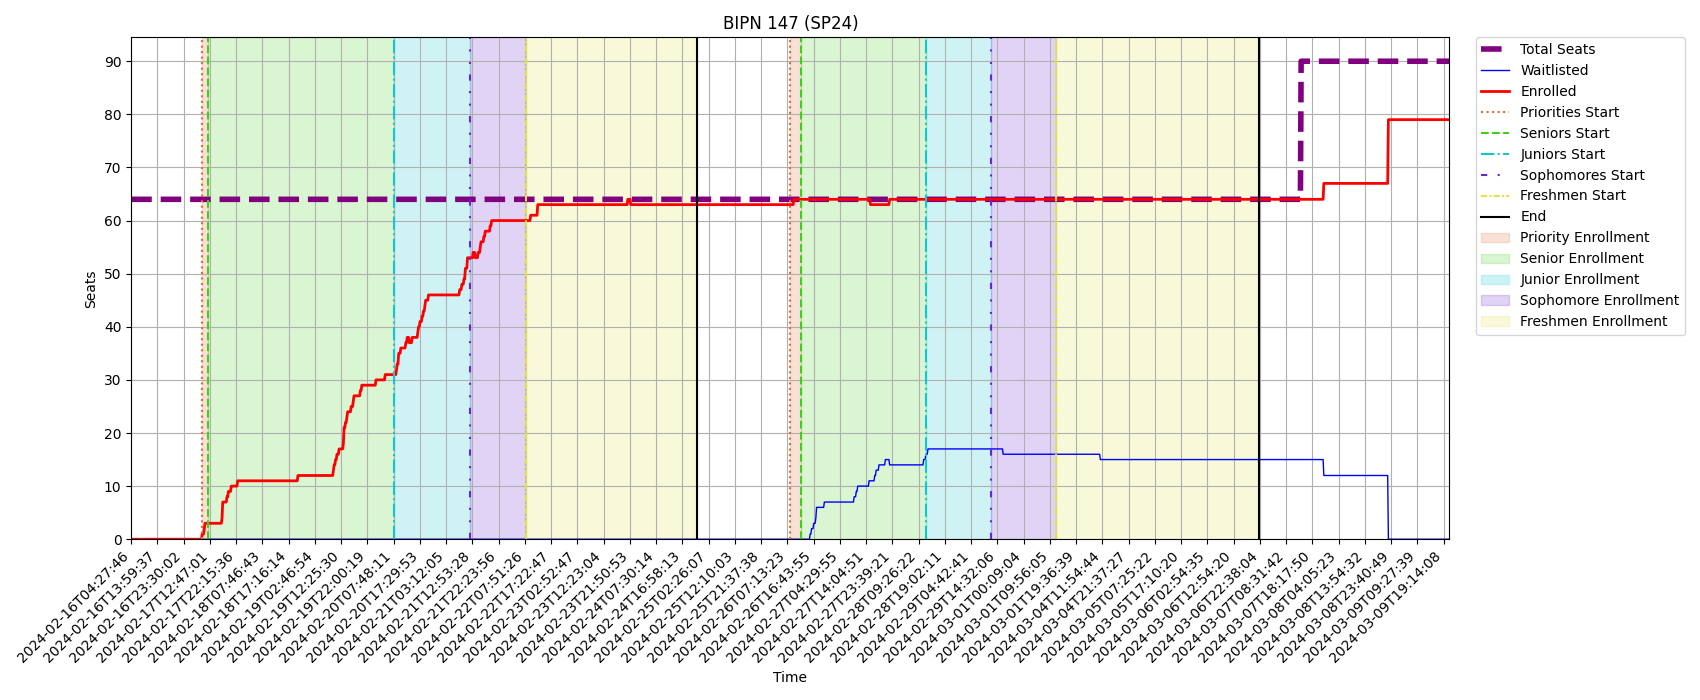 BIPN 147 (SP24)
Seats
90
80
70
60
50
40
30
20
10
0
2024-02-16T04:27:46
2024-02-16T13:59:37
2024-02-16T23:30:02
2024-02-17T12:47:01
2024-02-17T22:15:36
2024-02-18T07:46:43
2024-02-18T17:16:14
2024-02-19T02:46:54
2024-02-19T12:25:30
2024-02-19T22:00:19
2024-02-20T07:48:11
2024-02-20T17:29:53
2024-02-21T03:12:05
2024-02-21T12:53:28
2024-02-21T22:23:56
2024-02-22T07:51:26
2024-02-22T17:22:47
2024-02-23T02:52:47
2024-02-23T12:23:04
2024-02-23T21:50:53
2024-02-24T07:30:14
2024-02-24T16:58:13
2024-02-25T02:26:07
2024-02-25T12:10:03
2024-02-25T21:37:38
2024-02-26T07:13:23
2024-02-26T16:43:55
2024-02-27T04:29:55
2024-02-27T14:04:51
2024-02-27T23:39:21
2024-02-28T09:26:22
2024-02-28T19:02:11
2024-02-29T04:42:41
2024-02-29T14:32:06
2024-03-01T00:09:04
2024-03-01T09:56:05
2024-03-01T19:36:39
2024-03-04T11:54:44
2024-03-04T21:37:27
2024-03-05T07:25:22
2024-03-05T17:10:20
2024-03-06T02:54:35
2024-03-06T12:54:20
2024-03-06T22:38:04
2024-03-07T08:31:42
2024-03-07T18:17:50
2024-03-08T04:05:23
2024-03-08T13:54:32
2024-03-08T23:40:49
2024-03-09T09:27:39
2024-03-09T19:14:08
Time
Total Seats
Waitlisted
Enrolled
Priorities Start
Seniors Start
Juniors Start
Sophomores Start
Freshmen Start
End
Priority Enrollment
Senior Enrollment
Junior Enrollment
Sophomore Enrollment
Freshmen Enrollment